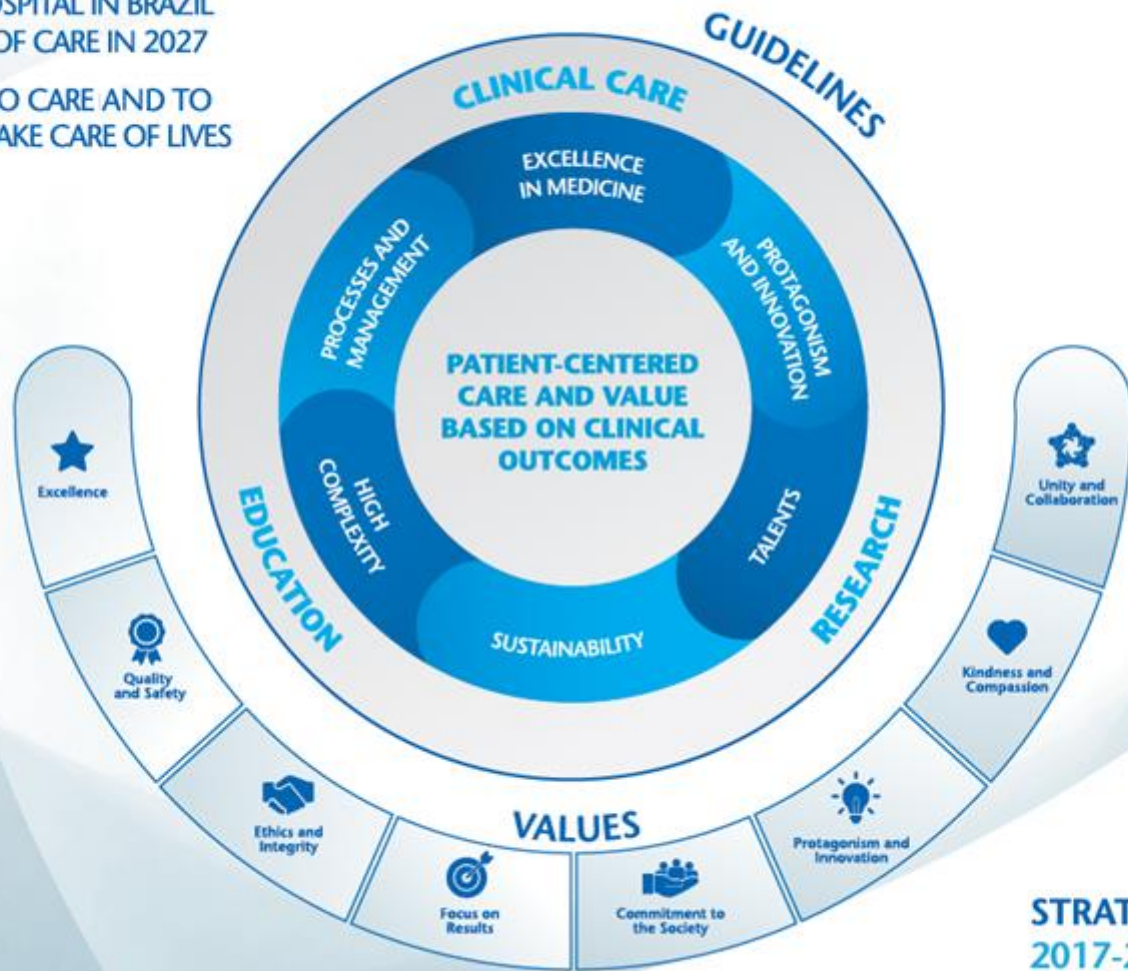 OSPITAL IN BRAZIL
OF CARE IN 2027
O CARE AND TO
AKE CARE OF LIVES
GUIDELINES
CLINICAL CARE
EXCELLENCE
IN MEDICINE
PROCESSES AND
MANAGEMENT
PROTAGONISM
AND INNOVATION
PATIENT-CENTERED
CARE AND VALUE
BASED ON CLINICAL
OUTCOMES
HIGH
COMPLEXITY
TALENTS
SUSTAINABILITY
EDUCATION
RESEARCH
Excellence
Unity and
Collaboration
Quality
and Safety
Kindness and
Compassion
Ethics and
Integrity
VALUES
Protagonism and
Innovation
Focus on
Results
Commitment to
the Society
STRAT
2017-2